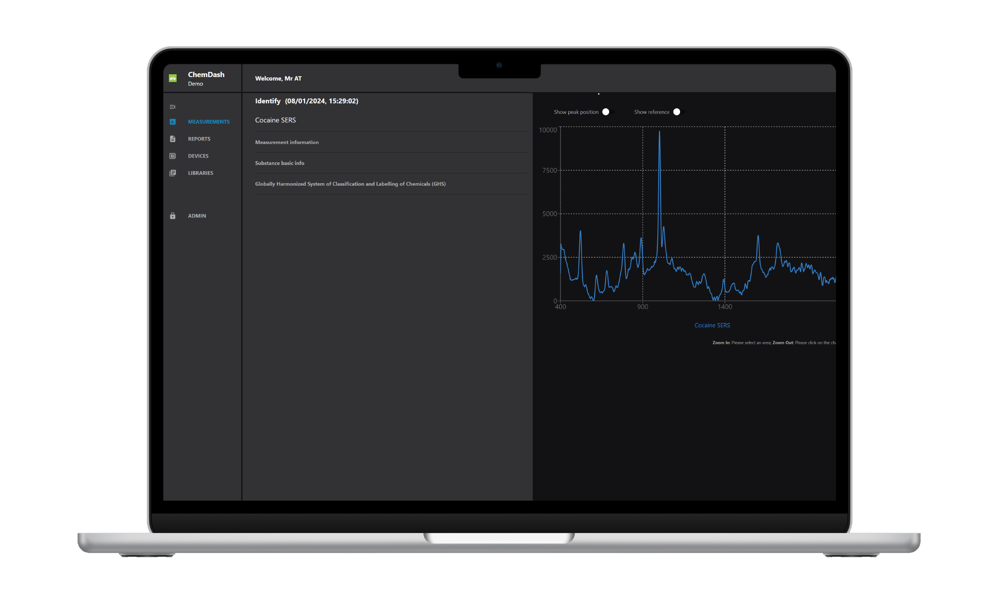 ChemDash
Demo
Welcome, Mr AT
MEASUREMENTS
REPORTS
DEVICES
LIBRARIES
ADMIN
Identify (08/01/2024, 15:29:02)
Cocaine SERS
Measurement information
Substance basic info
Globally Harmonized System of Classification and Labelling of Chemicals (GHS)
Show peak position Show reference
10000
7500
5000
2500
0
400 900 1400
Cocaine SERS
Zoom In: Please select an area; Zoom Out: Please click on the cha